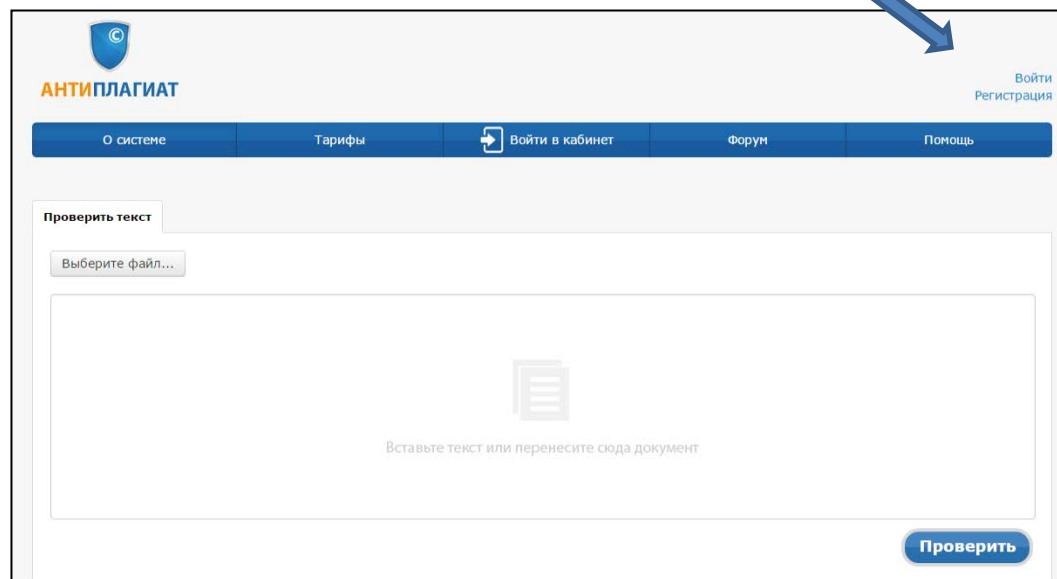 ©
АНТИПЛАГИАТ
Войти
Регистрация
О системе Тарифы Войти в кабинет Форум Помощь
Проверить текст
Выберите файл...
Вставьте текст или перенесите сюда документ
Проверить